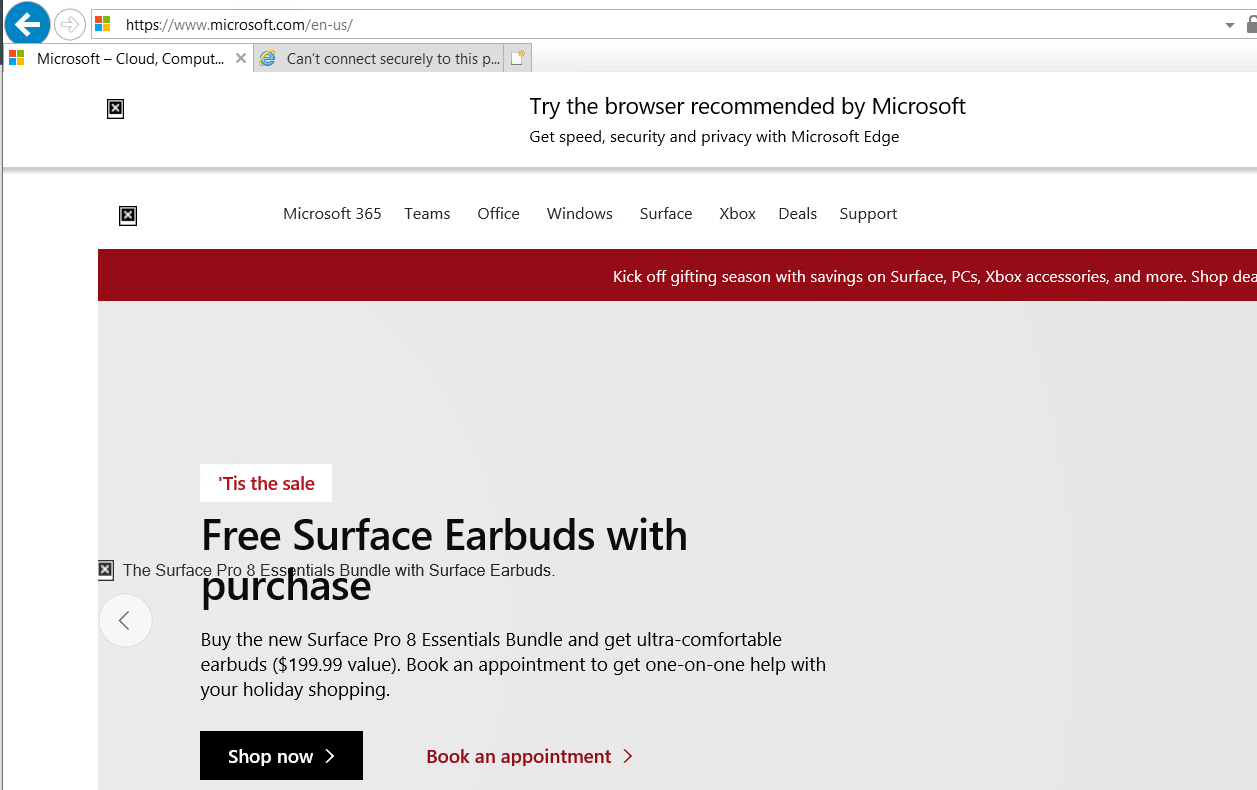 https://www.microsoft.com/en-us/
Microsoft – Cloud, Comput...
Can't connect securely to this p...
Try the browser recommended by Microsoft
Get speed, security and privacy with Microsoft Edge
Microsoft 365 Teams Office Windows Surface Xbox Deals Support
Kick off gifting season with savings on Surface, PCs, Xbox accessories, and more. Shop dea
'Tis the sale
Free Surface Earbuds with
The Surface Pro 8 Essentials Bundle with Surface Earbuds.
purchase
Buy the new Surface Pro 8 Essentials Bundle and get ultra-comfortable
earbuds ($199.99 value). Book an appointment to get one-on-one help with
your holiday shopping.
Shop now
Book an appointment